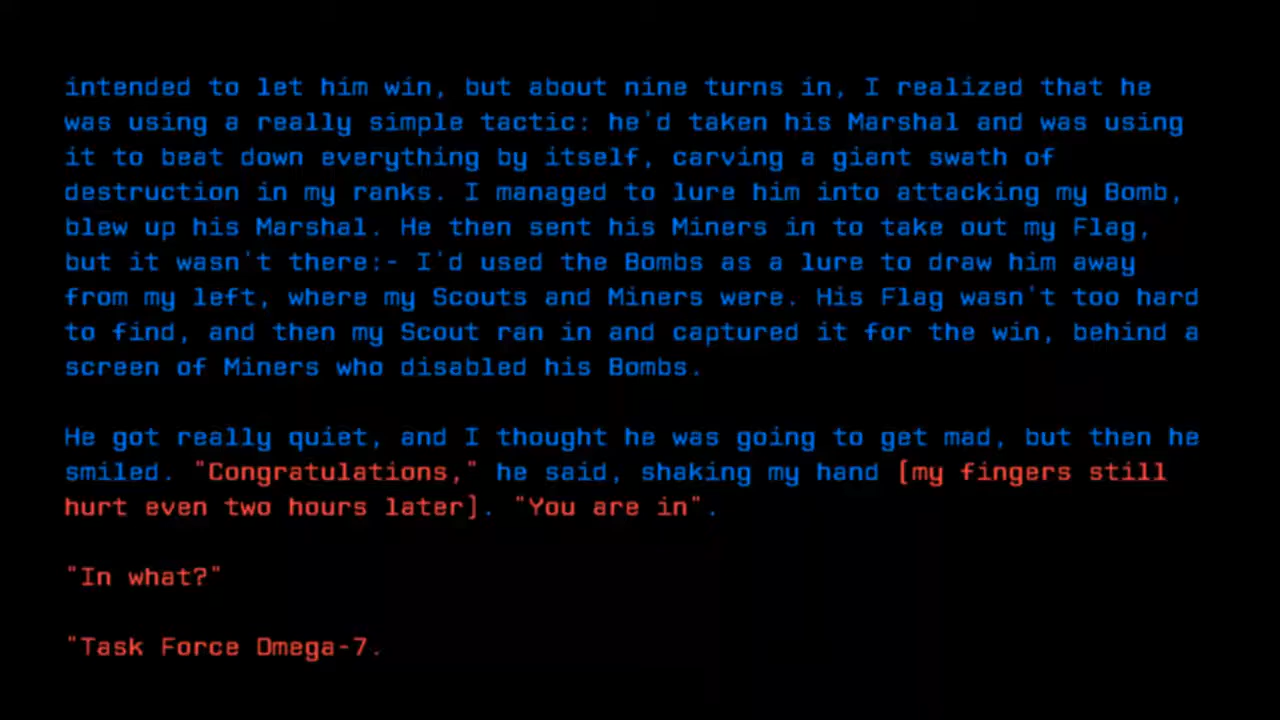 intended to let him win, but about nine turns in, I realized that he
was using a really simple tactic: he'd taken his Marshal and was using
it to beat down everything by itself, carving a giant swath of
destruction in my ranks. I managed to lure him into attacking my Bomb,
blew up his Marshal. He then sent his Miners in to take out my Flag,
but it wasn't there:- I'd used the Bombs as a lure to draw him away
from my left, where my Scouts and Miners were. His Flag wasn't too hard
to find, and then my Scout ran in and captured it for the win, behind a
screen of Miners who disabled his Bombs.
He got really quiet, and I thought he was going to get mad, but then he
smiled. "Congratulations," he said, shaking my hand [my fingers still
hurt even two hours later]. "You are in".
"In what?"
"Task Force Omega-7.